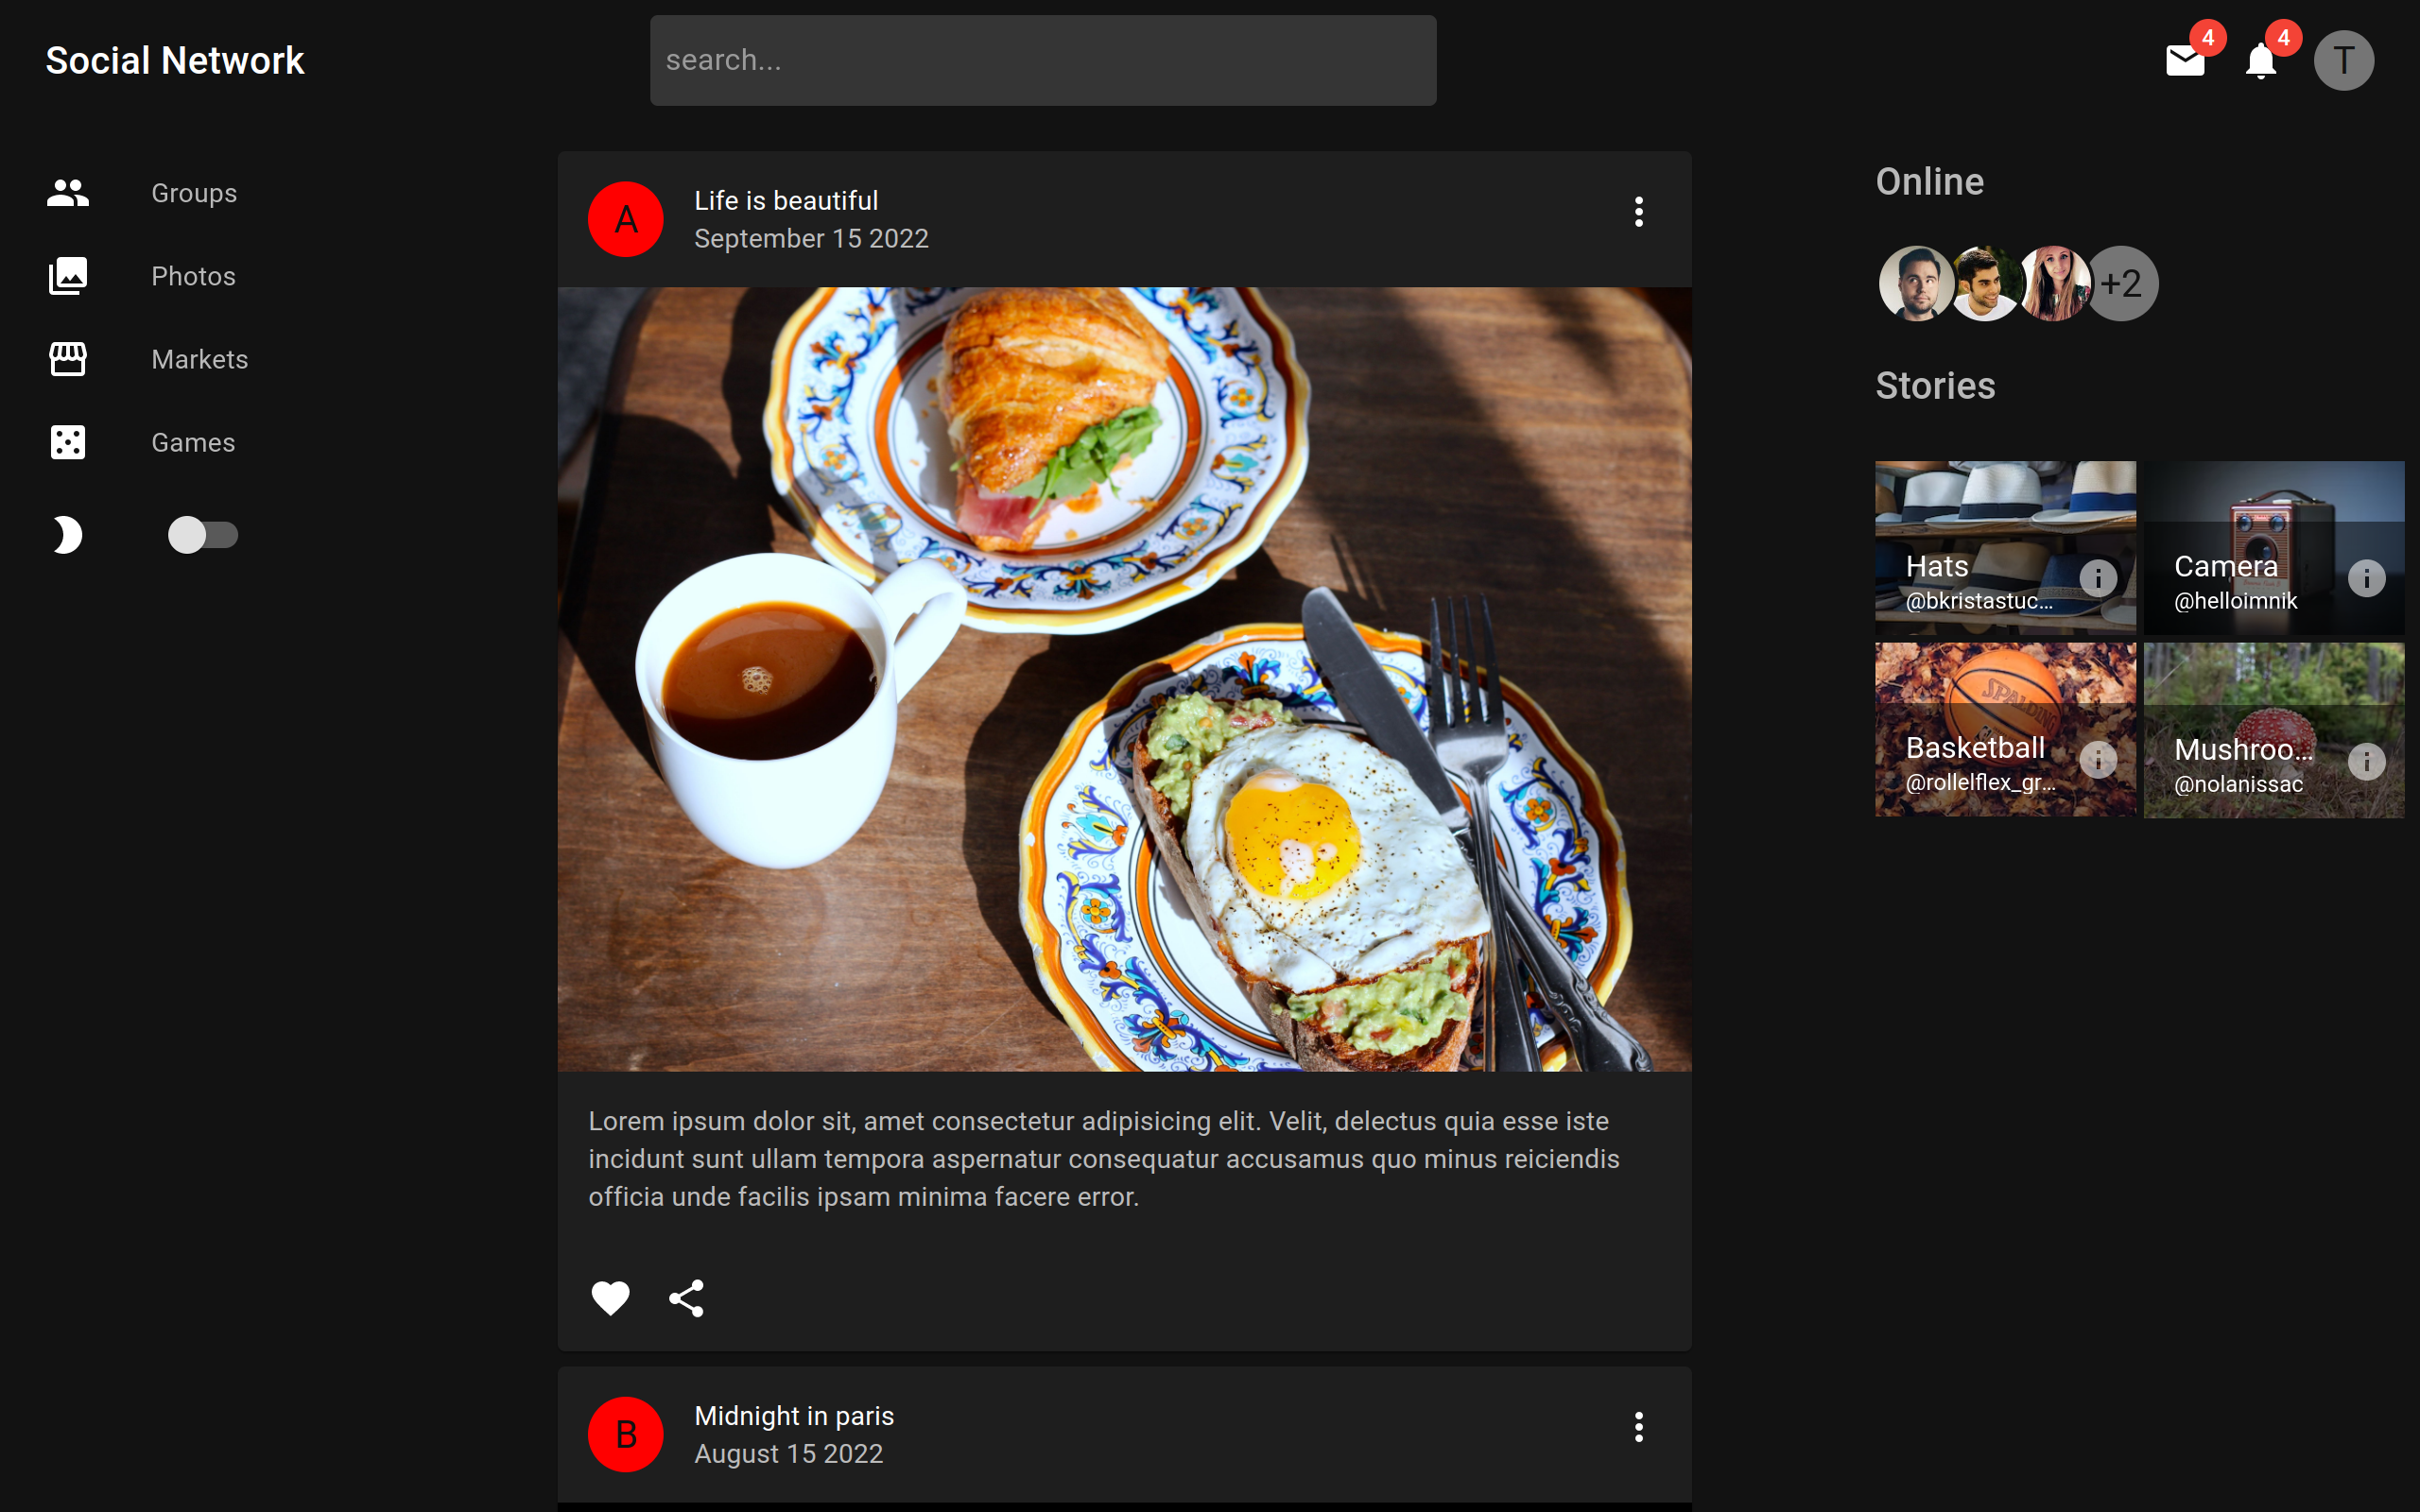 Social Network
search...
4
4
T
Groups
Photos
Markets
Games
A
Life is beautiful
September 15 2022
Lorem ipsum dolor sit, amet consectetur adipisicing elit. Velit, delectus quia esse iste
incidunt sunt ullam tempora aspernatur consequatur accusamus quo minus reiciendis
officia unde facilis ipsam minima facere error.
B
Midnight in paris
August 15 2022
Online
+2
Stories
Hats
@bkristastuc...
Camera
@helloimnik
SPALDING
Basketball
@rollelflex_gr...
Mushroo...
@nolanissac